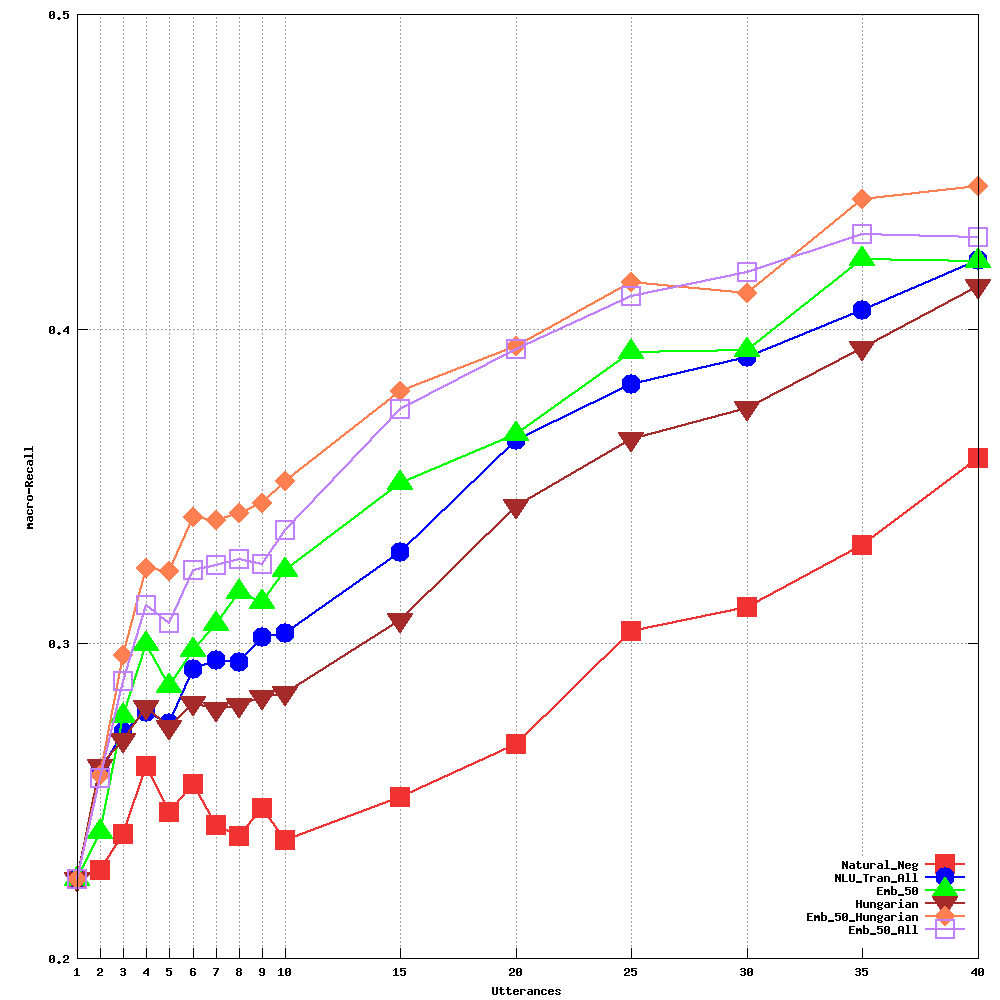 0.5
0.4
0.3
0.2
macro-Recall
1 2 3 4 5 6 7 8 9 10 15 20 25 30 35 40
Utterances
Natural_Neg
NLU_Tran_All
Emb_50
Hungarian
Emb_50_Hungarian
Emb_50_All